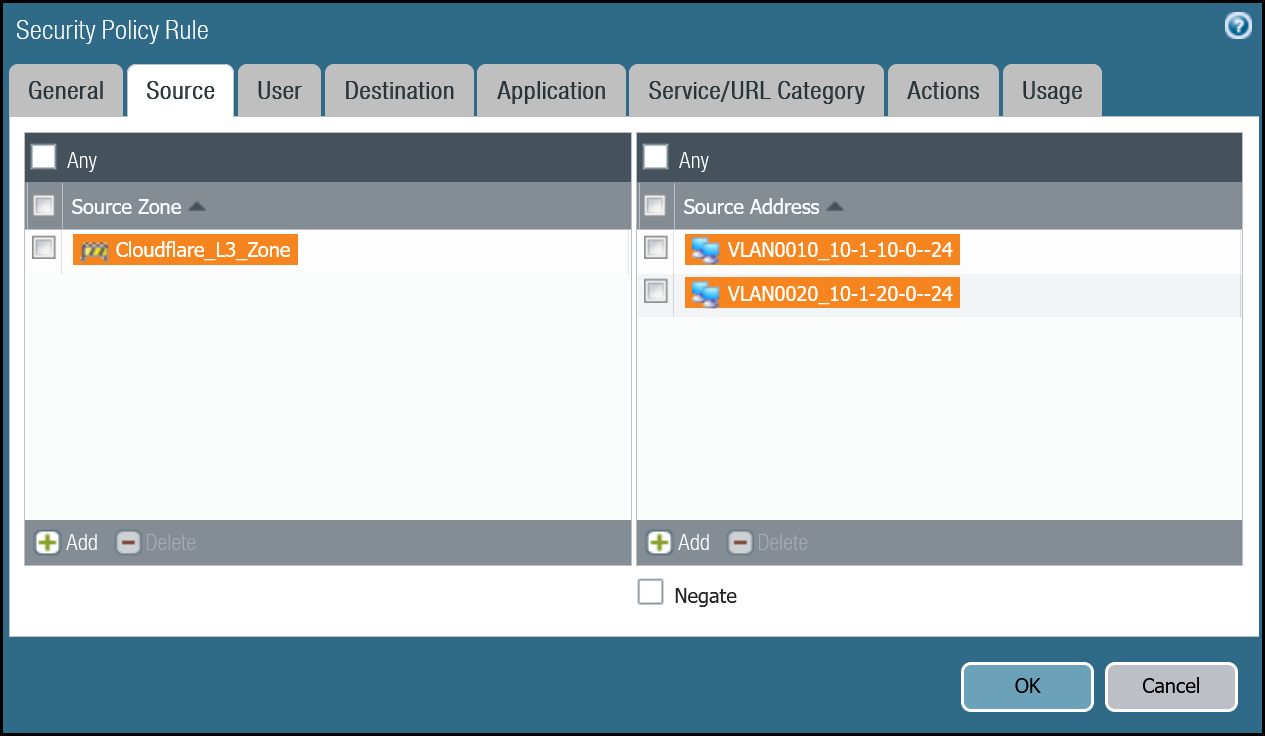 Security Policy Rule
General Source User Destination Application Service/URL Category Actions Usage
Any
Source Zone
Cloudflare_L3_Zone
Add Delete
Any
Source Address
VLAN0010_10-1-10-0--24
VLAN0020_10-1-20-0--24
Add Delete
Negate
OK Cancel